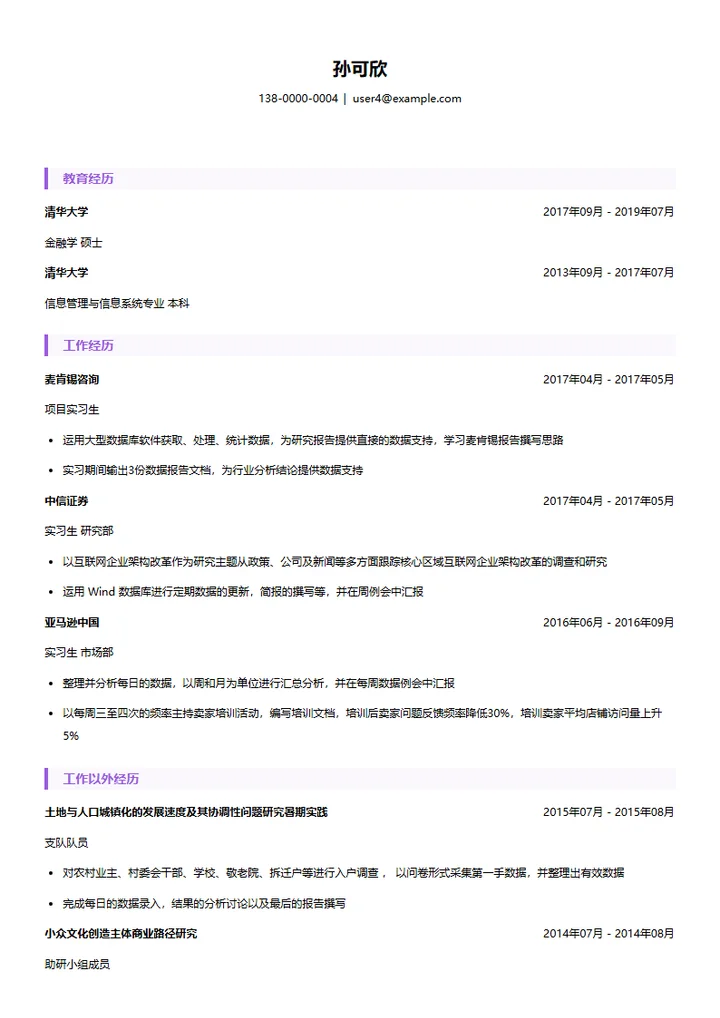 孙可欣
138-0000-0004 | user4@example.com
教育经历
清华大学 2017年09月 - 2019年07月
金融学 硕士
清华大学 2013年09月 - 2017年07月
信息管理与信息系统专业 本科
工作经历
麦肯锡咨询 2017年04月 - 2017年05月
项目实习生
• 运用大型数据库软件获取、处理、统计数据，为研究报告提供直接的数据支持，学习麦肯锡报告撰写思路
• 实习期间输出3份数据报告文档，为行业分析结论提供数据支持
中信证券 2017年04月 - 2017年05月
实习生 研究部
• 以互联网企业架构改革作为研究主题从政策、公司及新闻等多方面跟踪核心区域互联网企业架构改革的调查和研究
• 运用 Wind 数据库进行定期数据的更新，简报的撰写等，并在周例会中汇报
亚马逊中国 2016年06月 - 2016年09月
实习生 市场部
• 整理并分析每日的数据，以周和月为单位进行汇总分析，并在每周数据例会中汇报
• 以每周三至四次的频率主持卖家培训活动，编写培训文档，培训后卖家问题反馈频率降低30%，培训卖家平均店铺访问量上升
5%
工作以外经历
土地与人口城镇化的发展速度及其协调性问题研究暑期实践 2015年07月 - 2015年08月
支队队员
• 对农村业主、村委会干部、学校、敬老院、拆迁户等进行入户调查 ， 以问卷形式采集第一手数据，并整理出有效数据
• 完成每日的数据录入，结果的分析讨论以及最后的报告撰写
小众文化创造主体商业路径研究 2014年07月 - 2014年08月
助研小组成员